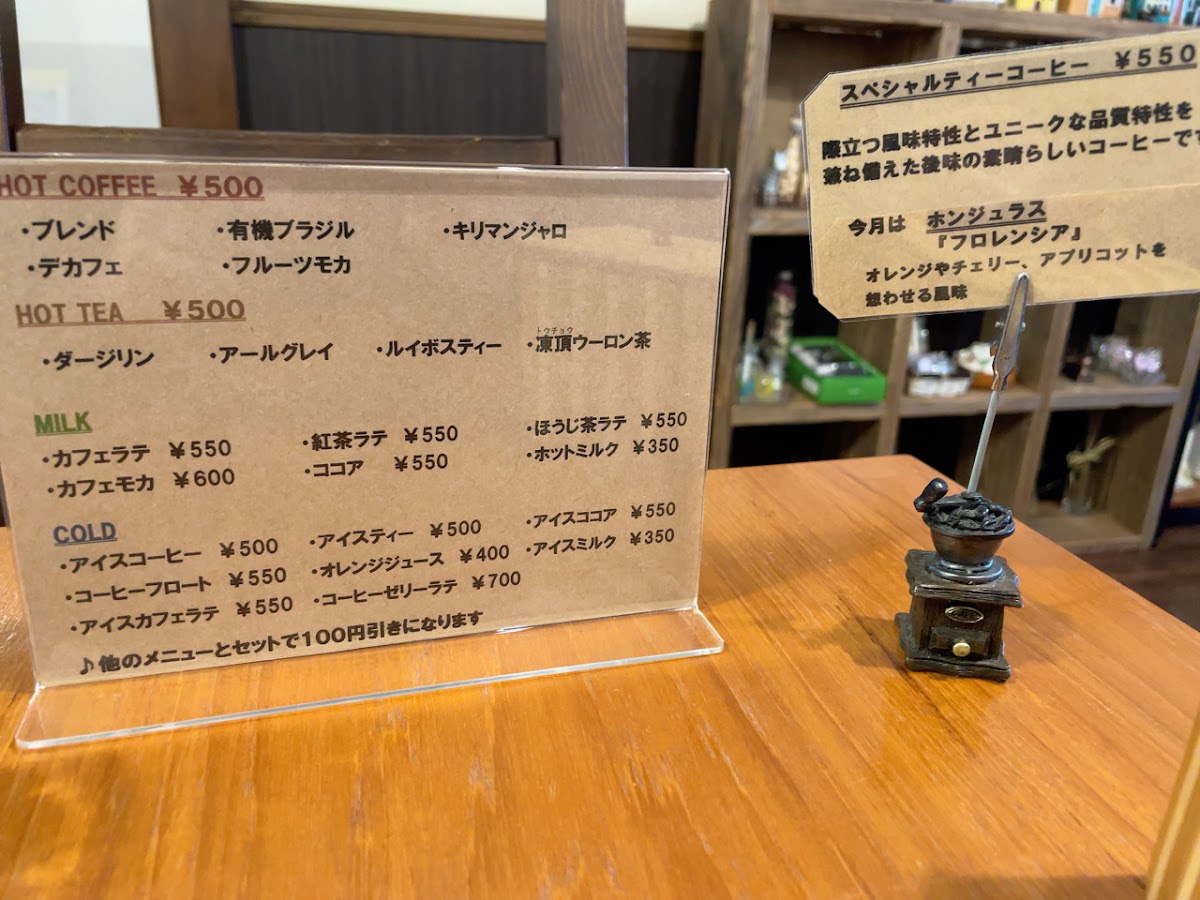 HOT COFFEE ¥500
・ブレンド ・有機ブラジル ・キリマンジャロ
・デカフェ ・フルーツモカ
HOT TEA ¥500
・ダージリン ・アールグレイ ・ルイボスティー ・凍頂ウーロン茶
トウチョウ
MILK
・カフェラテ ¥550 ・紅茶ラテ ¥550 ・ほうじ茶ラテ ¥550
・カフェモカ ¥600 ・ココア ¥550 ・ホットミルク ¥350
COLD
・アイスコーヒー ¥500 ・アイスティー ¥500 ・アイスココア ¥550
・コーヒーフロート ¥550 ・オレンジジュース ¥400 ・アイスミルク ¥350
・アイスカフェラテ ¥550 ・コーヒーゼリーラテ ¥700
♪他のメニューとセットで100円引きになります
スペシャルティーコーヒー ¥550
際立つ風味特性とユニークな品質特性を
兼ね備えた後味の素晴らしいコーヒーです
今月は ホンジュラス
『フロレンシア』
オレンジやチェリー、アプリコットを
想わせる風味